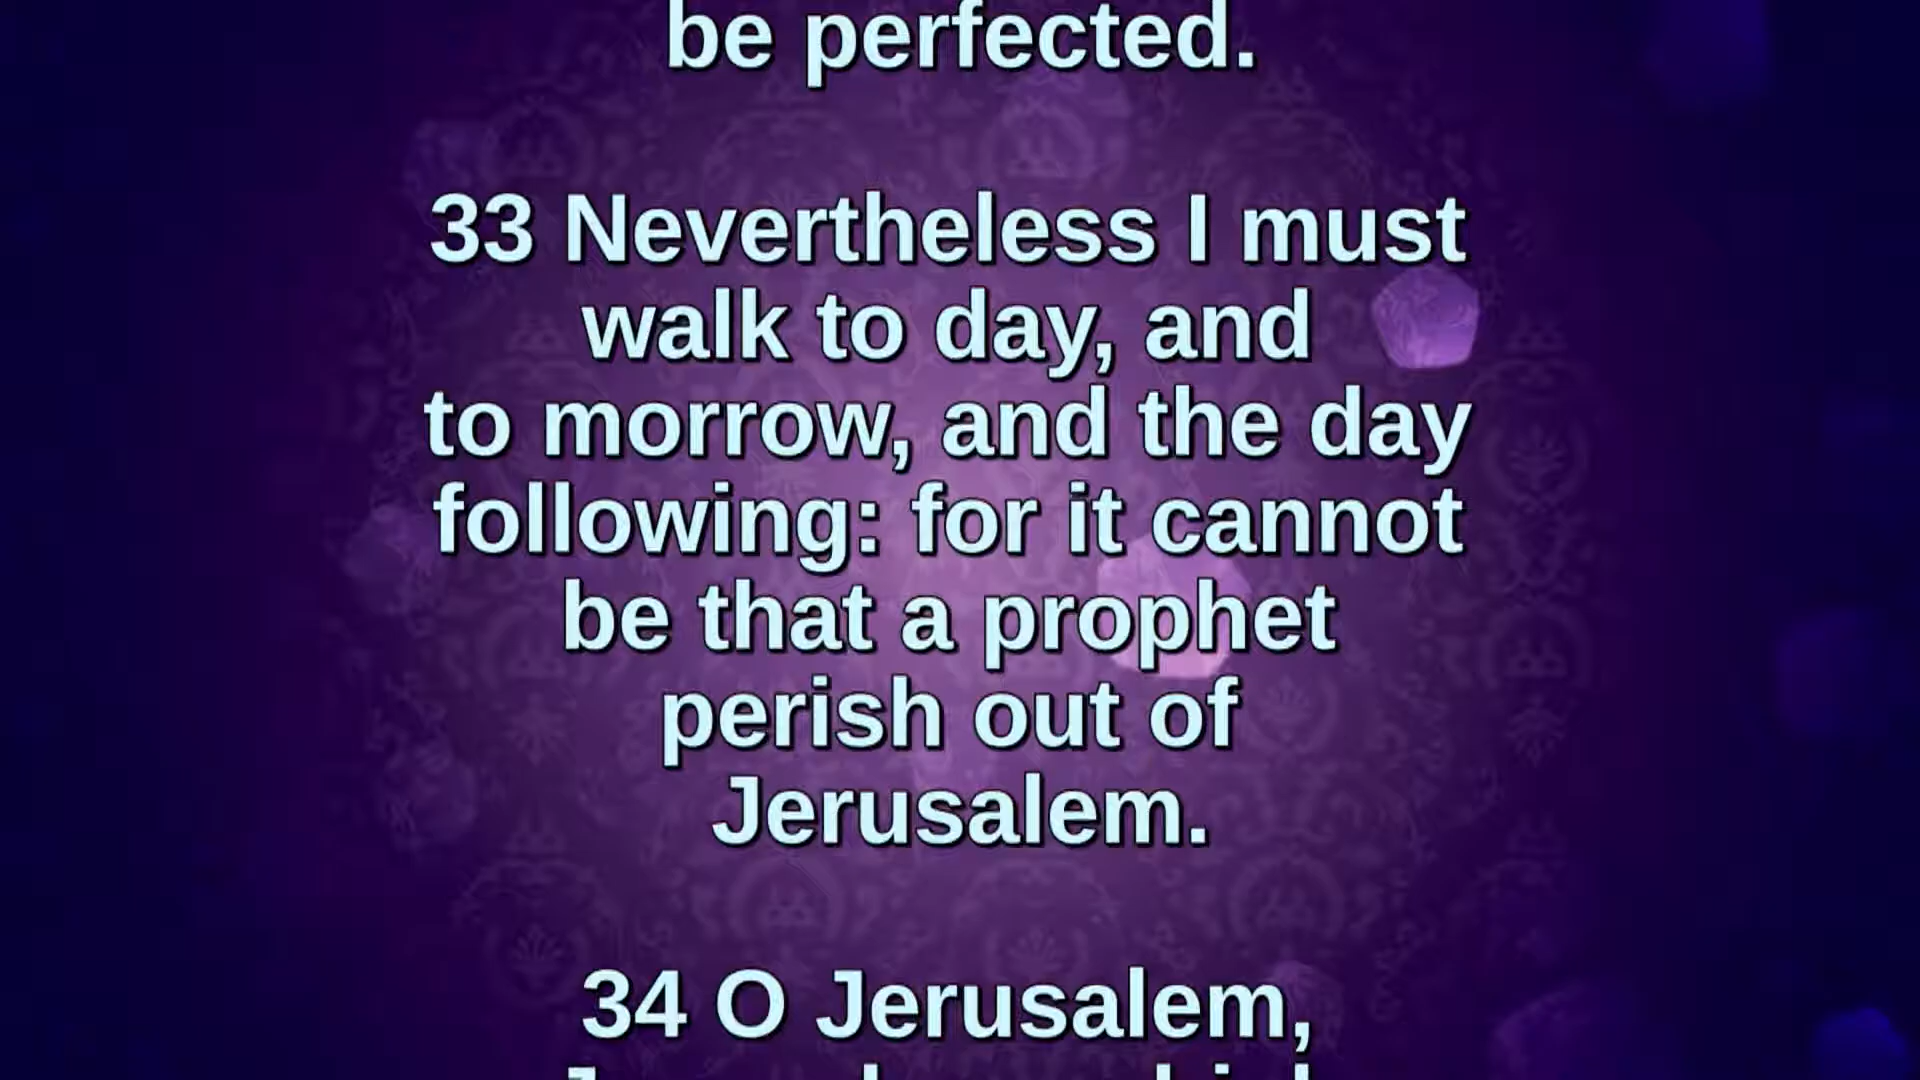 be perfected.
33 Nevertheless I must
walk to day, and
to morrow, and the day
following: for it cannot
be that a prophet
perish out of
Jerusalem.
34 O Jerusalem,